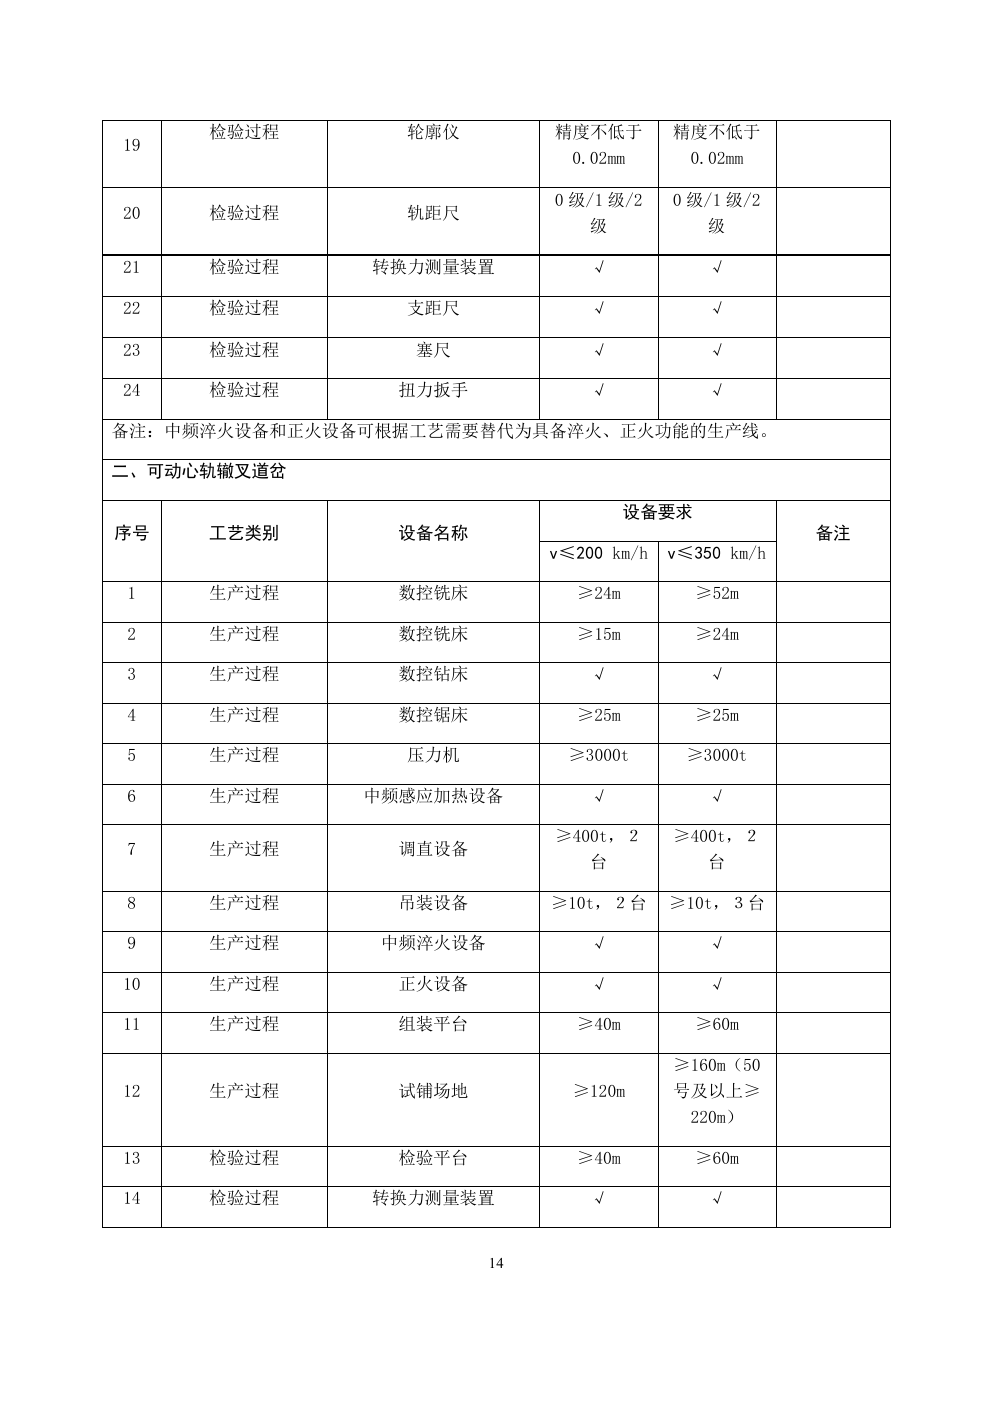 19 检验过程 轮廓仪 精度不低于 精度不低于
0.02mm 0.02mm
20 检验过程 轨距尺 0 级/1 级/2 0 级/1 级/2
级 级
21 检验过程 转换力测量装置 √ √
22 检验过程 支距尺 √ √
23 检验过程 塞尺 √ √
24 检验过程 扭力扳手 √ √
备注：中频淬火设备和正火设备可根据工艺需要替代为具备淬火、正火功能的生产线。
二、可动心轨辙叉道岔
序号 工艺类别 设备名称 设备要求 备注
v≤200 km/h v≤350 km/h
1 生产过程 数控铣床 ≥24m ≥52m
2 生产过程 数控铣床 ≥15m ≥24m
3 生产过程 数控钻床 √ √
4 生产过程 数控锯床 ≥25m ≥25m
5 生产过程 压力机 ≥3000t ≥3000t
6 生产过程 中频感应加热设备 √ √
7 生产过程 调直设备 ≥400t，2 ≥400t，2
台 台
8 生产过程 吊装设备 ≥10t，2 台 ≥10t，3 台
9 生产过程 中频淬火设备 √ √
10 生产过程 正火设备 √ √
11 生产过程 组装平台 ≥40m ≥60m
12 生产过程 试铺场地 ≥120m ≥160m（50
号及以上≥
220m）
13 检验过程 检验平台 ≥40m ≥60m
14 检验过程 转换力测量装置 √ √
14